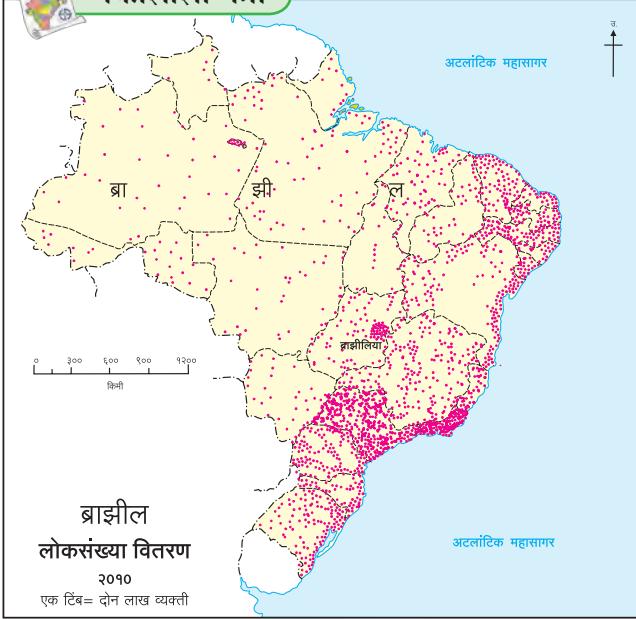 उ.
अटलांटिक महासागर
ब्रा झी ल
ब्राझीलिया
० ३०० ६०० ९०० १२००
किमी
ब्राझील
लोकसंख्या वितरण
२०१०
एक टिंब= दोन लाख व्यक्ती
अटलांटिक महासागर